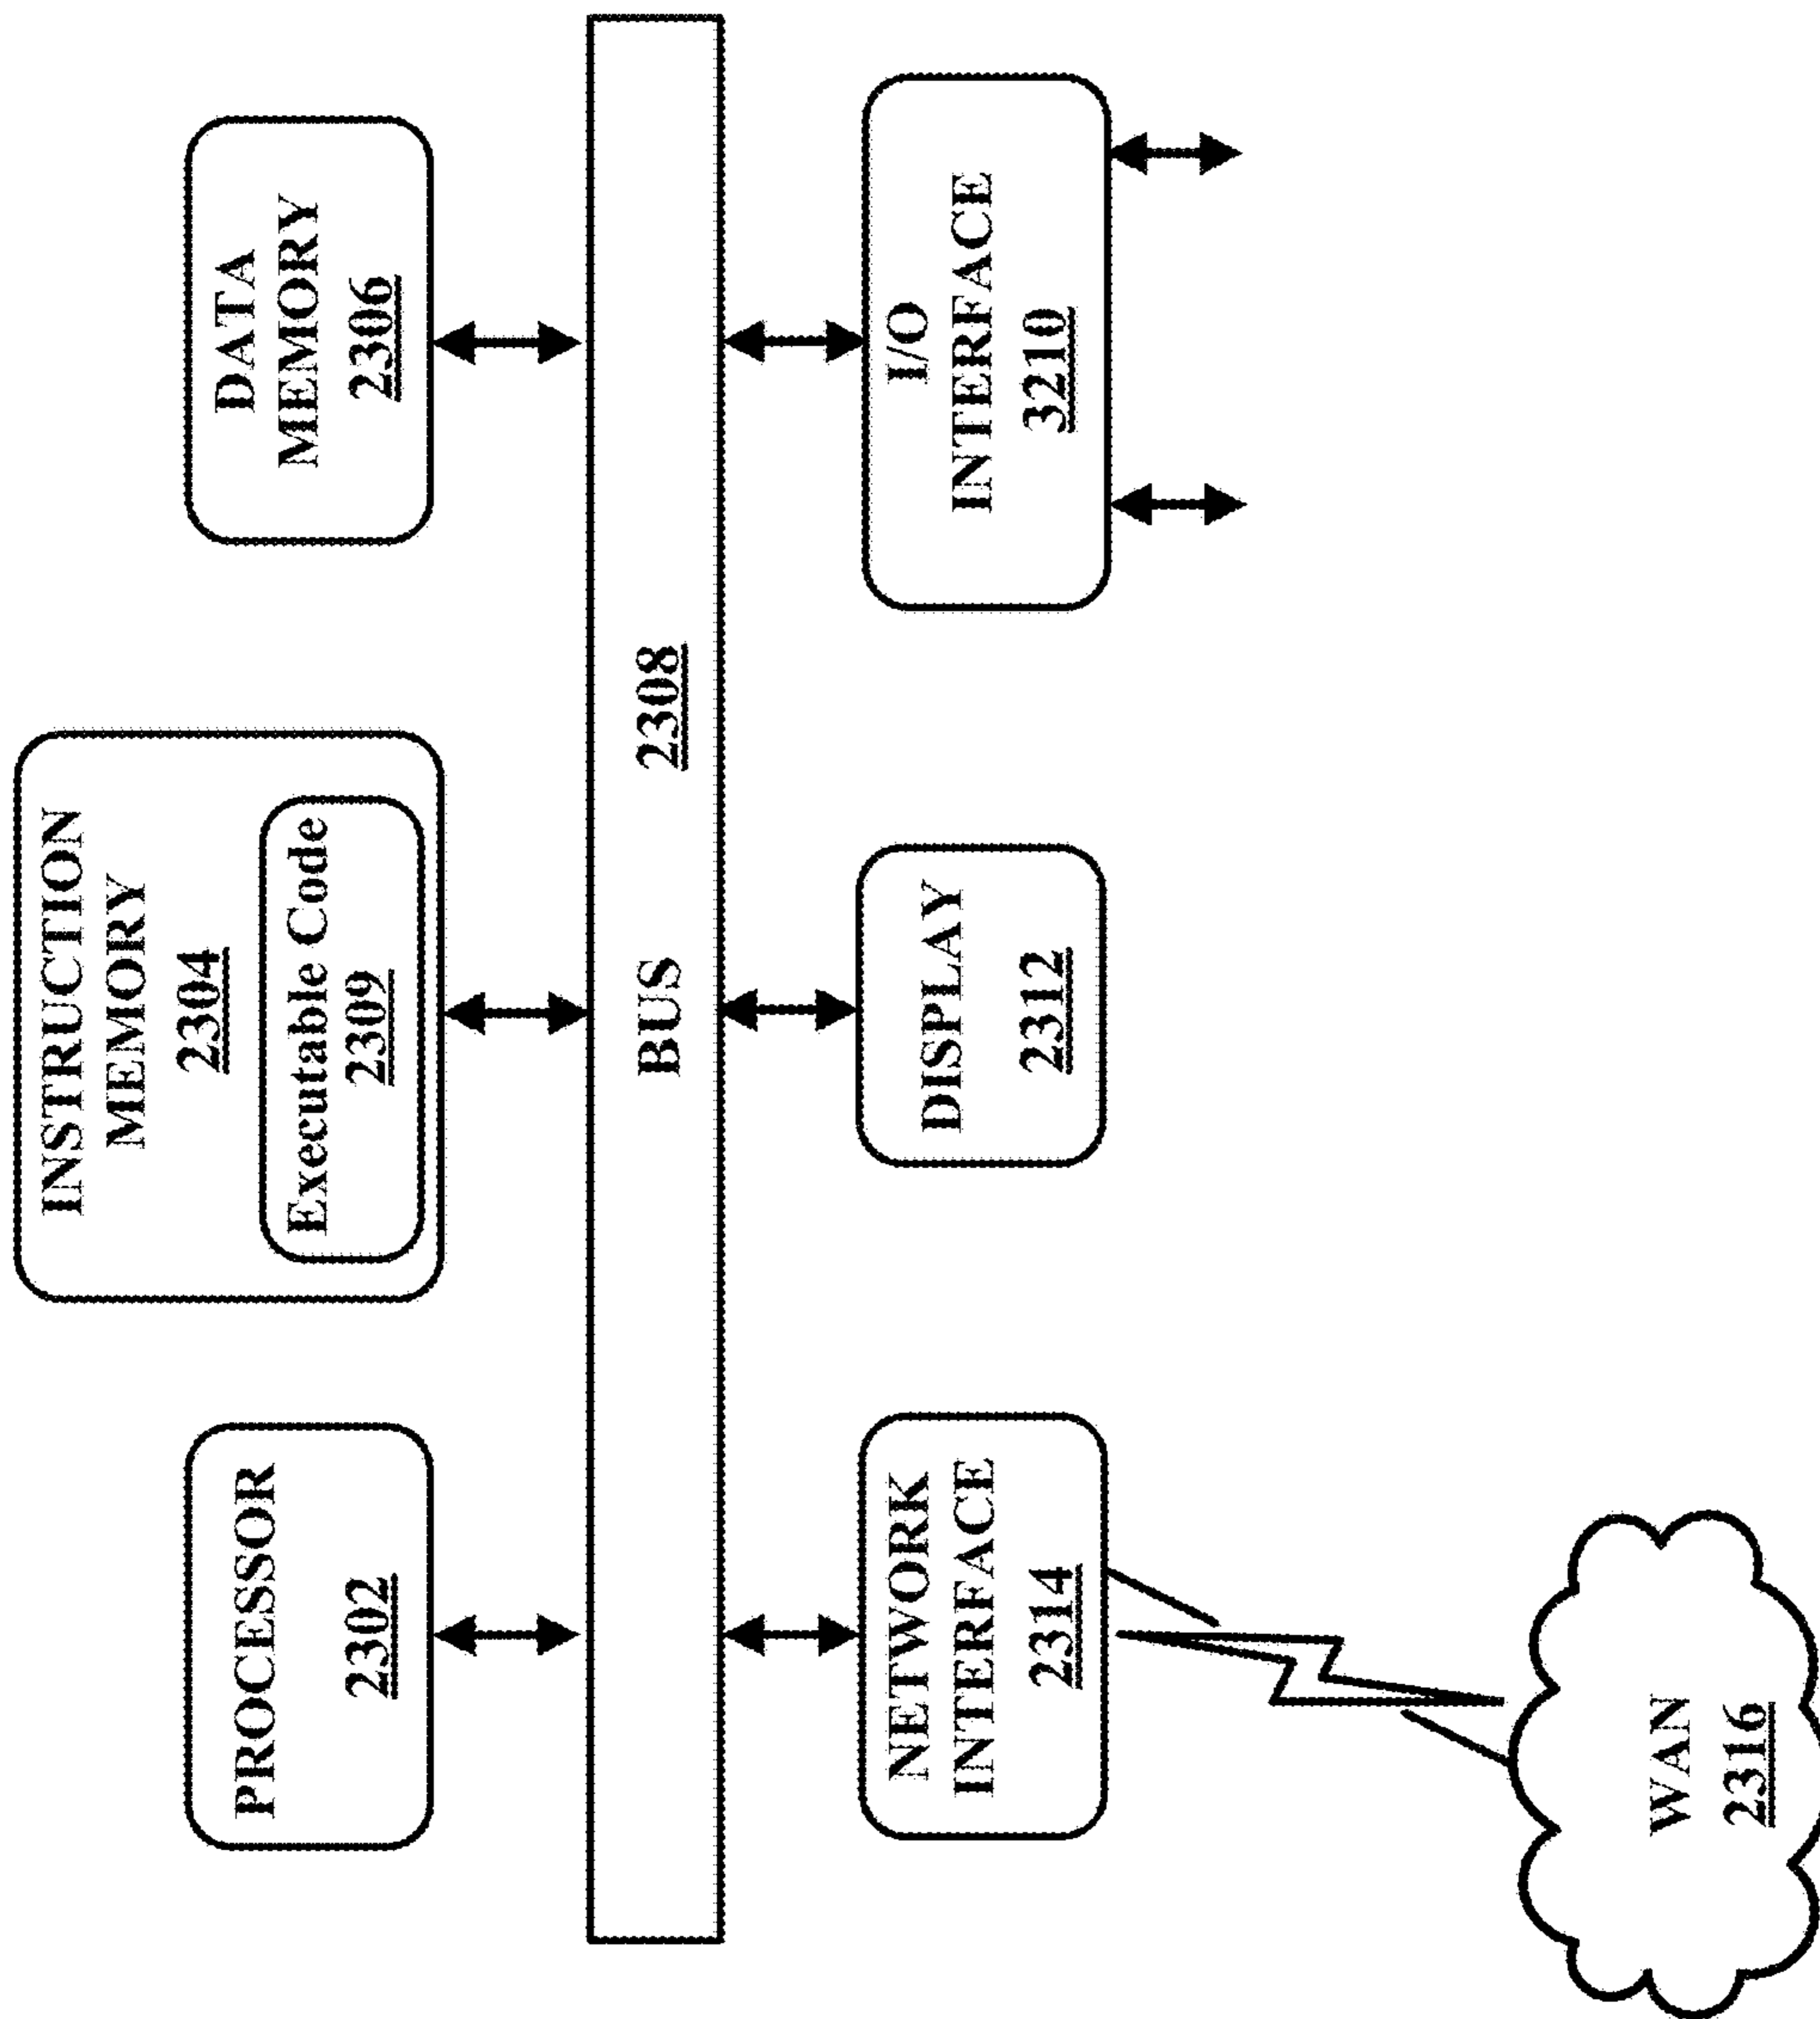 PROCESSOR
2302
INSTRUCTION
MEMORY
2304
Executable Code
2309
DATA
MEMORY
2306
BUS
2308
NETWORK
INTERFACE
2314
DISPLAY
2312
I/O
INTERFACE
3210
WAN
2316